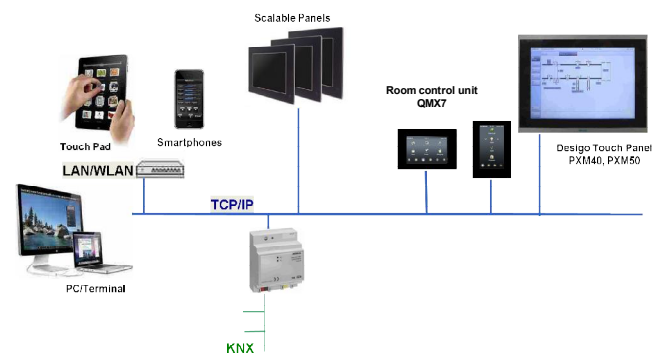 Scalable Panels
Room control unit
QMX7
Touch Pad
Smartphones
Desigo Touch Panel
PXM40, PXM50
LAN/WLAN
TCP/IP
PC/Terminal
KNX